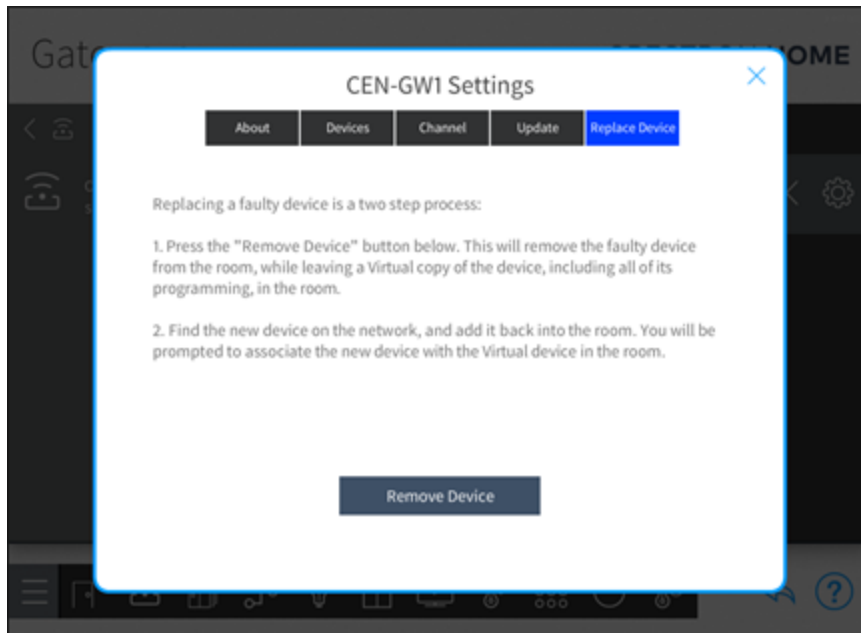 CEN-GW1 Settings
About Devices Channel Update Replace Device
Replacing a faulty device is a two step process:
1. Press the "Remove Device" button below. This will remove the faulty device
from the room, while leaving a Virtual copy of the device, including all of its
programming, in the room.
2. Find the new device on the network, and add it back into the room. You will be
prompted to associate the new device with the Virtual device in the room.
Remove Device
?